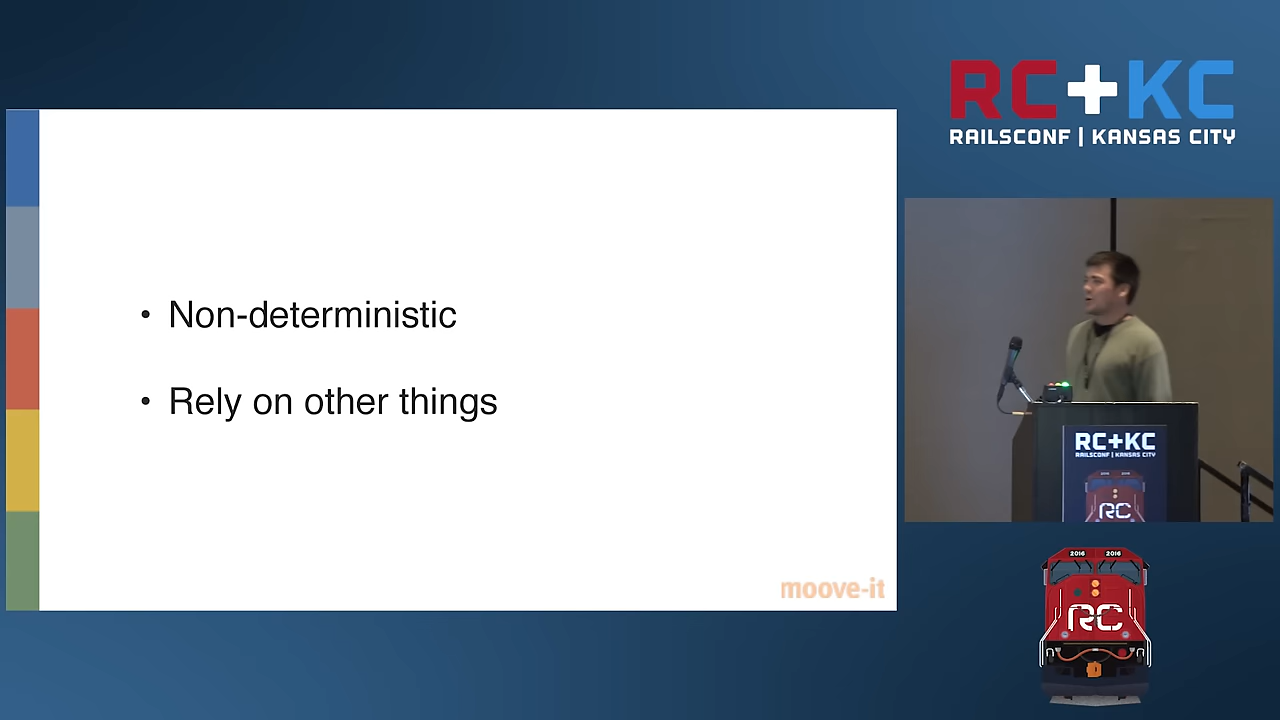 RC+KC
RAILSCONF | KANSAS CITY
• Non-deterministic
• Rely on other things
moove-it
RC+KC
RAILSCONF | KANSAS CITY
RC
2016 2016
RC